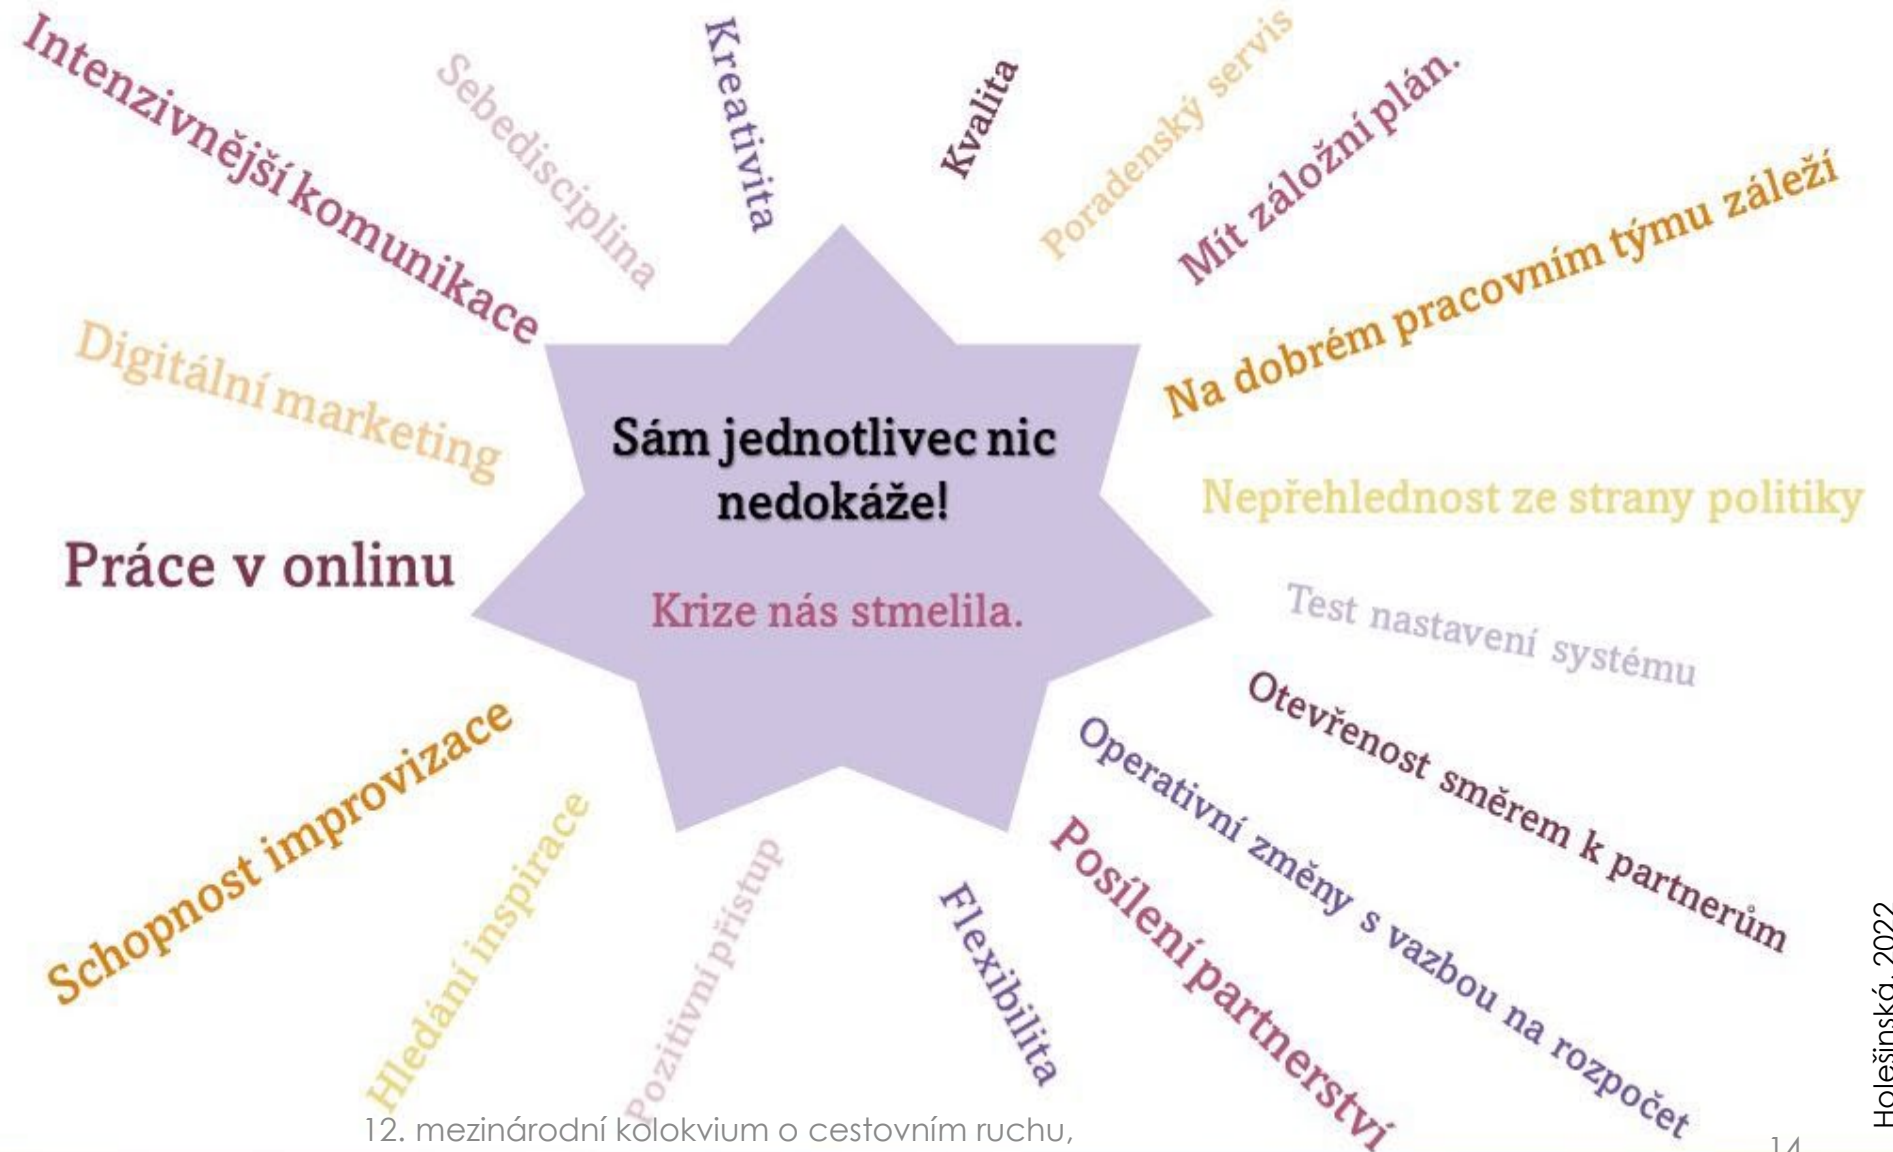 Intenzivnější komunikace
Sebedisciplina
Kreativita
Kvalita
Poradenský servis
Mít záložní plán.
Na dobrém pracovním týmu záleží
Digitální marketing
Sám jednotlivec nic
nedokáže!
Krize nás stmelila.
Nepřehlednost ze strany politiky
Práce v onlinu
Test nastavení systému
Otevřenost směrem k partnerům
Operativní změny s vazbou na rozpočet
Posílení partnerství
Schopnost improvizace
Hledání inspirace
Pozitivní přístup
Flexibilita
Holešinská, 2022
12. mezinárodní kolokvium o cestovním ruchu,
14